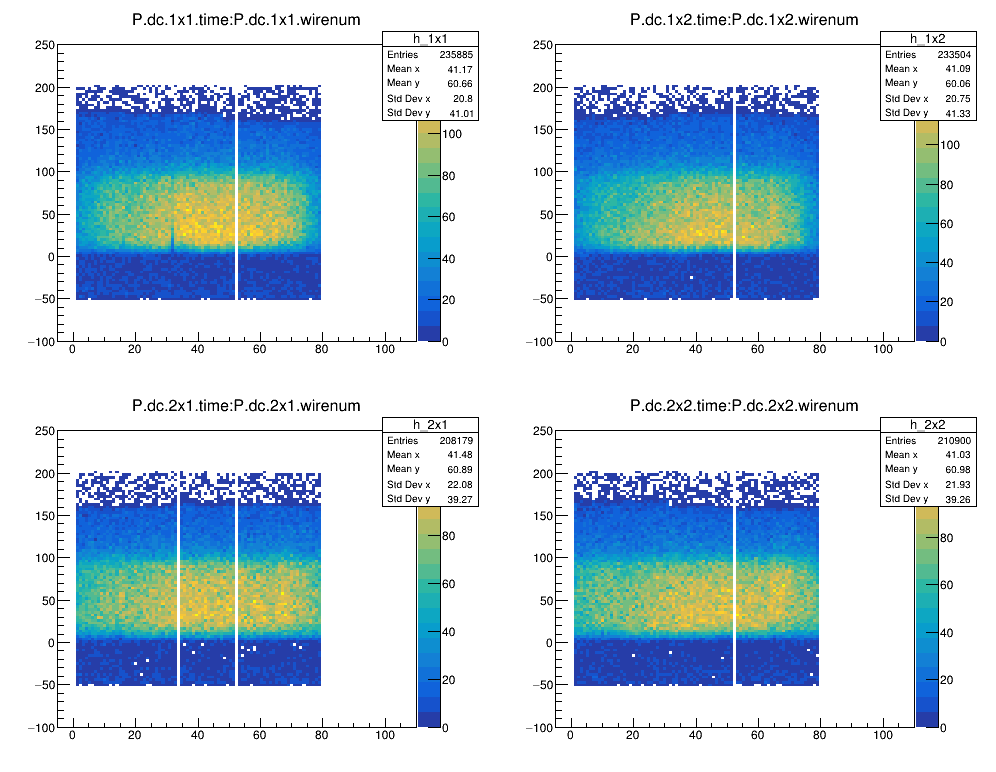 P.dc.1x1.time:P.dc.1x1.wirenum
h_1x1
Entries 235885
Mean x 41.17
Mean y 60.66
Std Dev x 20.8
Std Dev y 41.01
250
200
150
100
50
0
−50
−100
0 20 40 60 80 100
100
80
60
40
20
0
P.dc.1x2.time:P.dc.1x2.wirenum
h_1x2
Entries 233504
Mean x 41.09
Mean y 60.06
Std Dev x 20.75
Std Dev y 41.33
250
200
150
100
50
0
−50
−100
0 20 40 60 80 100
100
80
60
40
20
0
P.dc.2x1.time:P.dc.2x1.wirenum
h_2x1
Entries 208179
Mean x 41.48
Mean y 60.89
Std Dev x 22.08
Std Dev y 39.27
250
200
150
100
50
0
−50
−100
0 20 40 60 80 100
80
60
40
20
0
P.dc.2x2.time:P.dc.2x2.wirenum
h_2x2
Entries 210900
Mean x 41.03
Mean y 60.98
Std Dev x 21.93
Std Dev y 39.26
250
200
150
100
50
0
−50
−100
0 20 40 60 80 100
80
60
40
20
0